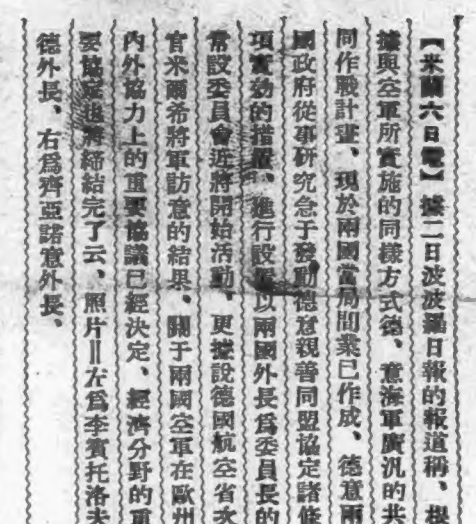 【米蘭六日電】據二日波波羅日報的報道稱、根
據與空軍所實施的同樣方式德、意海軍廣汎的共
同作戰計畫、現於兩國當局間業已作成、德意兩
國政府從事研究急于發動德意親善同盟協定諸條
項實効的措置、進行設置以兩國外長爲委員長的
常設委員會近將開始活動、更據說德國航空省次
官米爾希將軍訪意的結果、關于兩國空軍在歐州
內外協力上的重要協議已經決定、經濟分野的重
要協定也將締結完了云、照片＝左爲李賓托洛夫
德外長、右爲齊亞諾意外長、